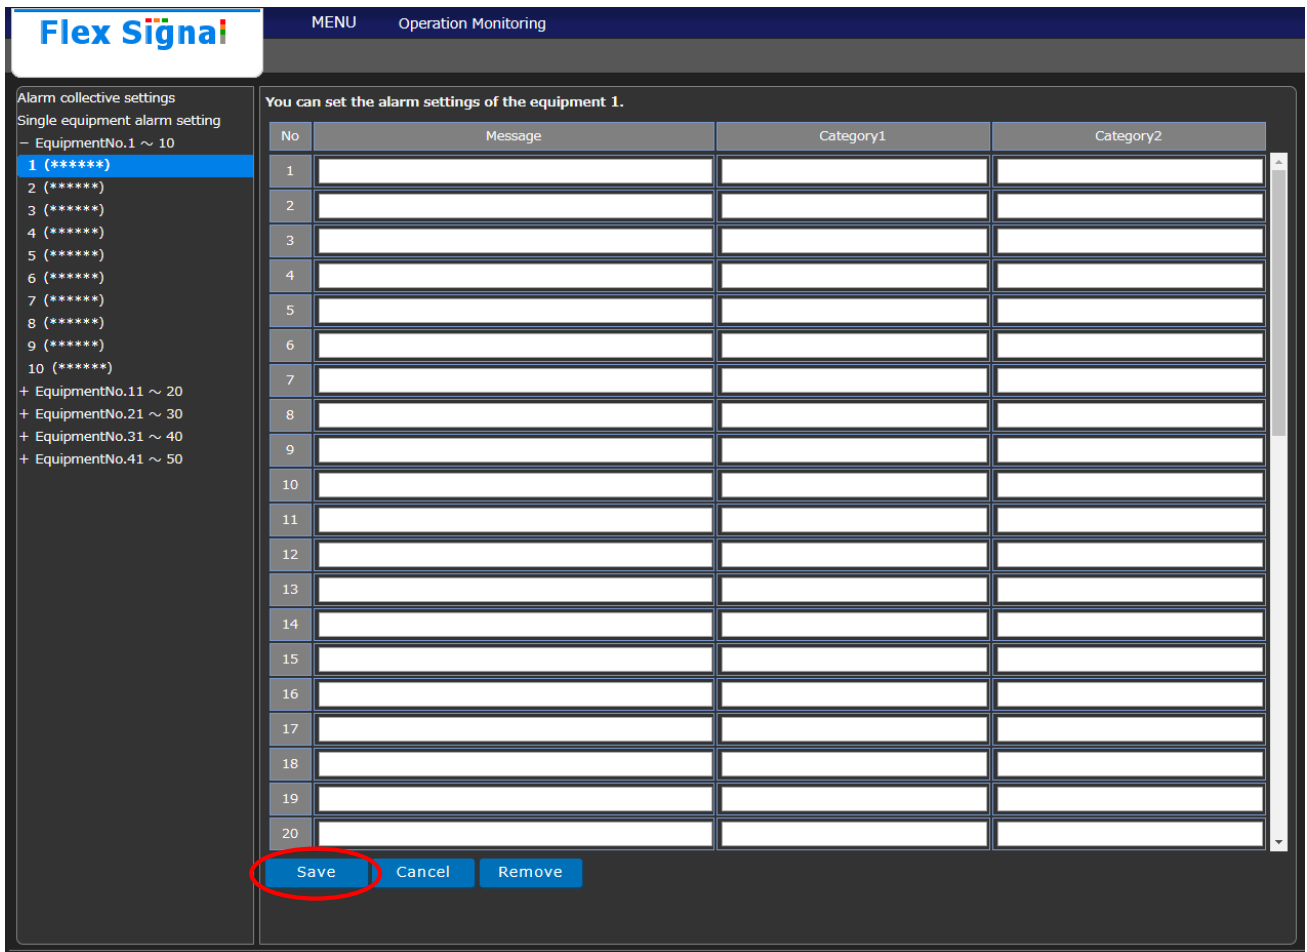 Flex Signal
MENU Operation Monitoring
Alarm collective settings
Single equipment alarm setting
− EquipmentNo.1 ~ 10
1 (******)
2 (******)
3 (******)
4 (******)
5 (******)
6 (******)
7 (******)
8 (******)
9 (******)
10 (******)
+ EquipmentNo.11 ~ 20
+ EquipmentNo.21 ~ 30
+ EquipmentNo.31 ~ 40
+ EquipmentNo.41 ~ 50
You can set the alarm settings of the equipment 1.
No Message Category1 Category2
1
2
3
4
5
6
7
8
9
10
11
12
13
14
15
16
17
18
19
20
Save Cancel Remove